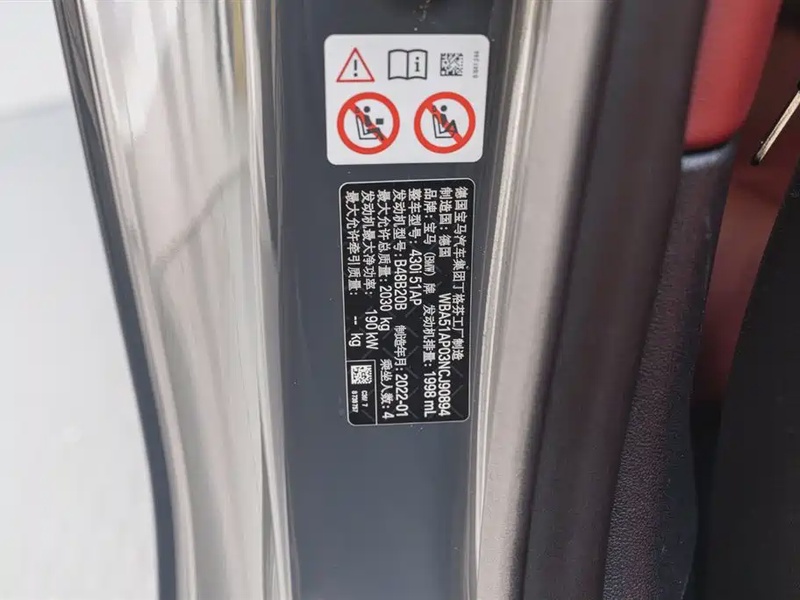 德国宝马汽车集团丁格芬工厂制造
制造国：德国 WBA51AP03NCJ90894
品牌：宝马（BMW）牌 发动机排量：1998 mL
整车型号：430I 51AP 制造年月：2022-01
发动机型号：B48B20B 乘坐人数：4
最大允许总质量：2030 kg
发动机最大净功率： 190 kW
最大允许牵引质量： -- kg